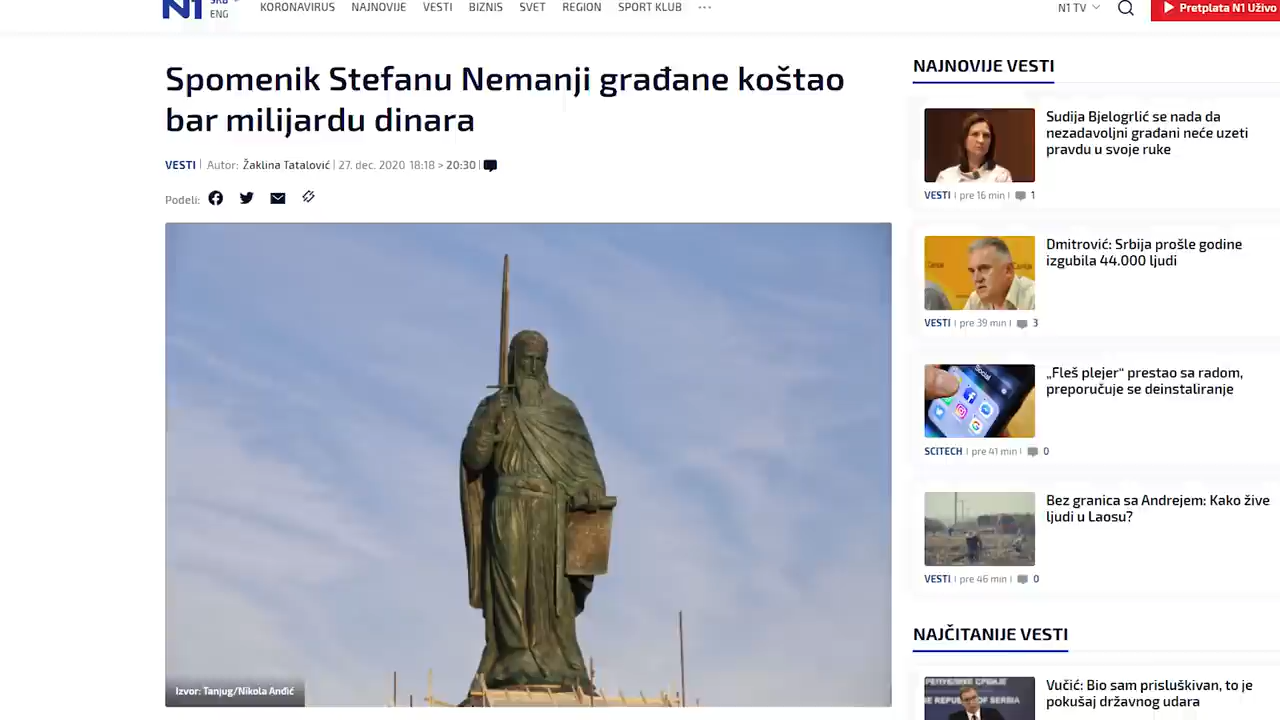 N1
SRB
ENG
KORONAVIRUS NAJNOVIJE VESTI BIZNIS SVET REGION SPORT KLUB ...
N1 TV
Pretplata N1 Uživo
Spomenik Stefanu Nemanji građane koštao
bar milijardu dinara
VESTI | Autor: Žaklina Tatalović | 27. dec. 2020 18:18 > 20:30 |
Podeli:
Izvor: Tanjug/Nikola Anđić
NAJNOVIJE VESTI
Sudija Bjelogrlić se nada da
nezadovoljni građani neće uzeti
pravdu u svoje ruke
VESTI | pre 16 min | 1
Dmitrović: Srbija prošle godine
izgubila 44.000 ljudi
VESTI | pre 39 min | 3
Social
„Fleš plejer“ prestao sa radom,
preporučuje se deinstaliranje
SCITECH | pre 41 min | 0
Bez granica sa Andrejem: Kako žive
ljudi u Laosu?
VESTI | pre 46 min | 0
NAJČITANIJE VESTI
Vučić: Bio sam prisluškivan, to je
pokušaj državnog udara